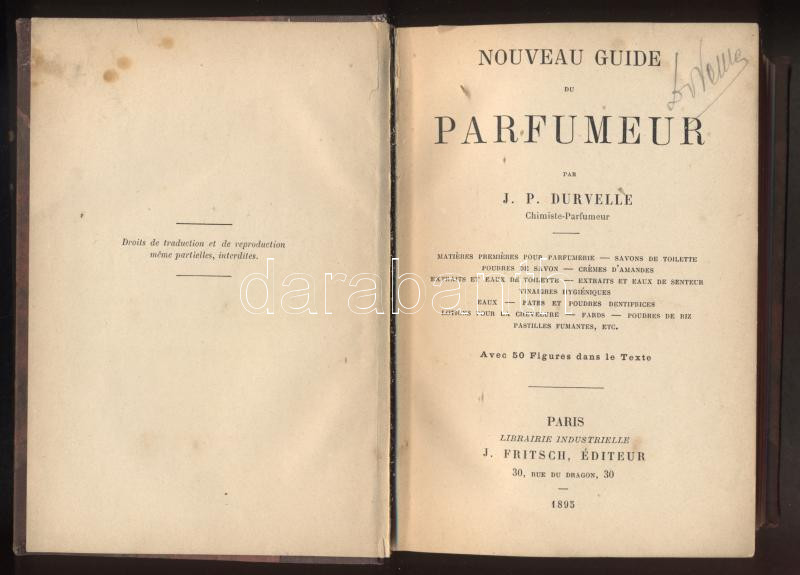 Droits de traduction et de reproduction
même partielles, interdites.
NOUVEAU GUIDE
DU
PARFUMEUR
PAR
J. P. DURVELLE
Chimiste-Parfumeur
MATIÈRES PREMIÈRES POUR PARFUMERIE — SAVONS DE TOILETTE
POUDRES DE SAVON — CRÈMES D'AMANDES
EXTRAITS ET EAUX DE TOILETTE — EXTRAITS ET EAUX DE SENTEUR
VINAIGRES HYGIÉNIQUES
EAUX — PATES ET POUDRES DENTIFRICES
LOTIONS POUR LA CHEVELURE — FARDS — POUDRES DE RIZ
PASTILLES FUMANTES, ETC.
Avec 50 Figures dans le Texte
PARIS
LIBRAIRIE INDUSTRIELLE
J. FRITSCH, ÉDITEUR
30, RUE DU DRAGON, 30
1895
darabanth